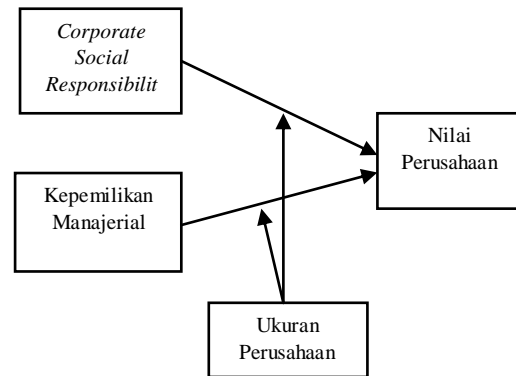 Corporate
Social
Responsibilit
Nilai
Perusahaan
Kepemilikan
Manajerial
Ukuran
Perusahaan